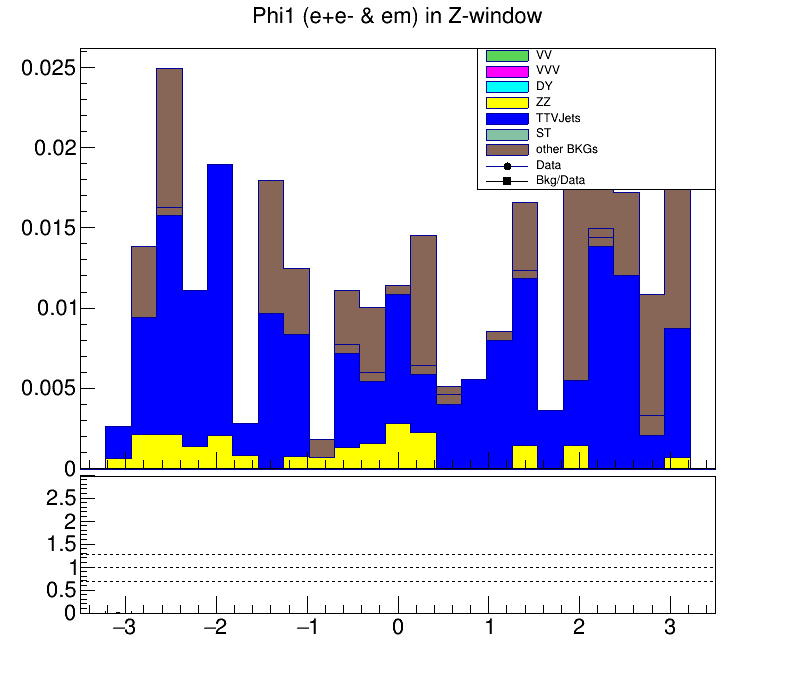 Phi1 (e+e- & em) in Z-window
VV
VVV
DY
ZZ
TTVJets
ST
other BKGs
Data
Bkg/Data
0.025
0.02
0.015
0.01
0.005
0
2.5
2
1.5
1
0.5
0
−3 −2 −1 0 1 2 3